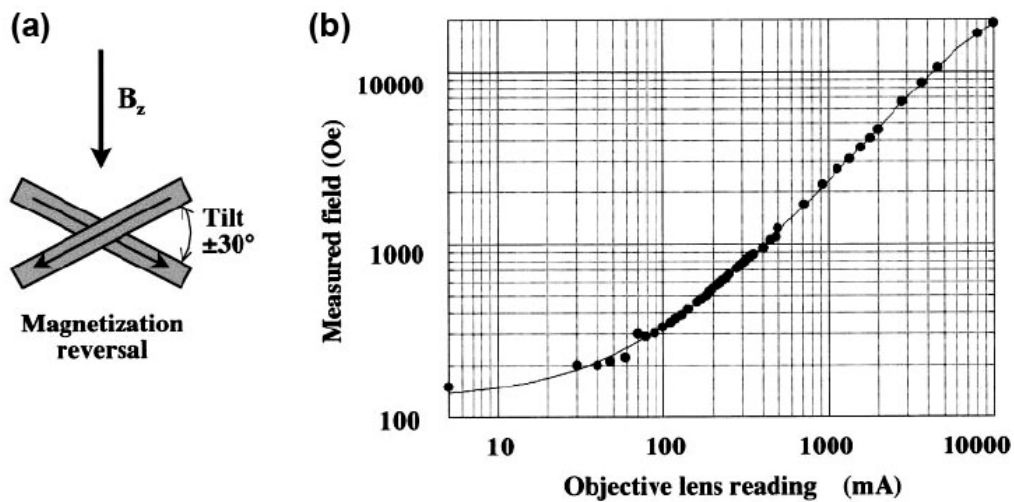 (a)
B_z
Tilt
±30°
Magnetization
reversal
(b)
Measured field (Oe)
10000
1000
100
10
100
1000
10000
Objective lens reading (mA)